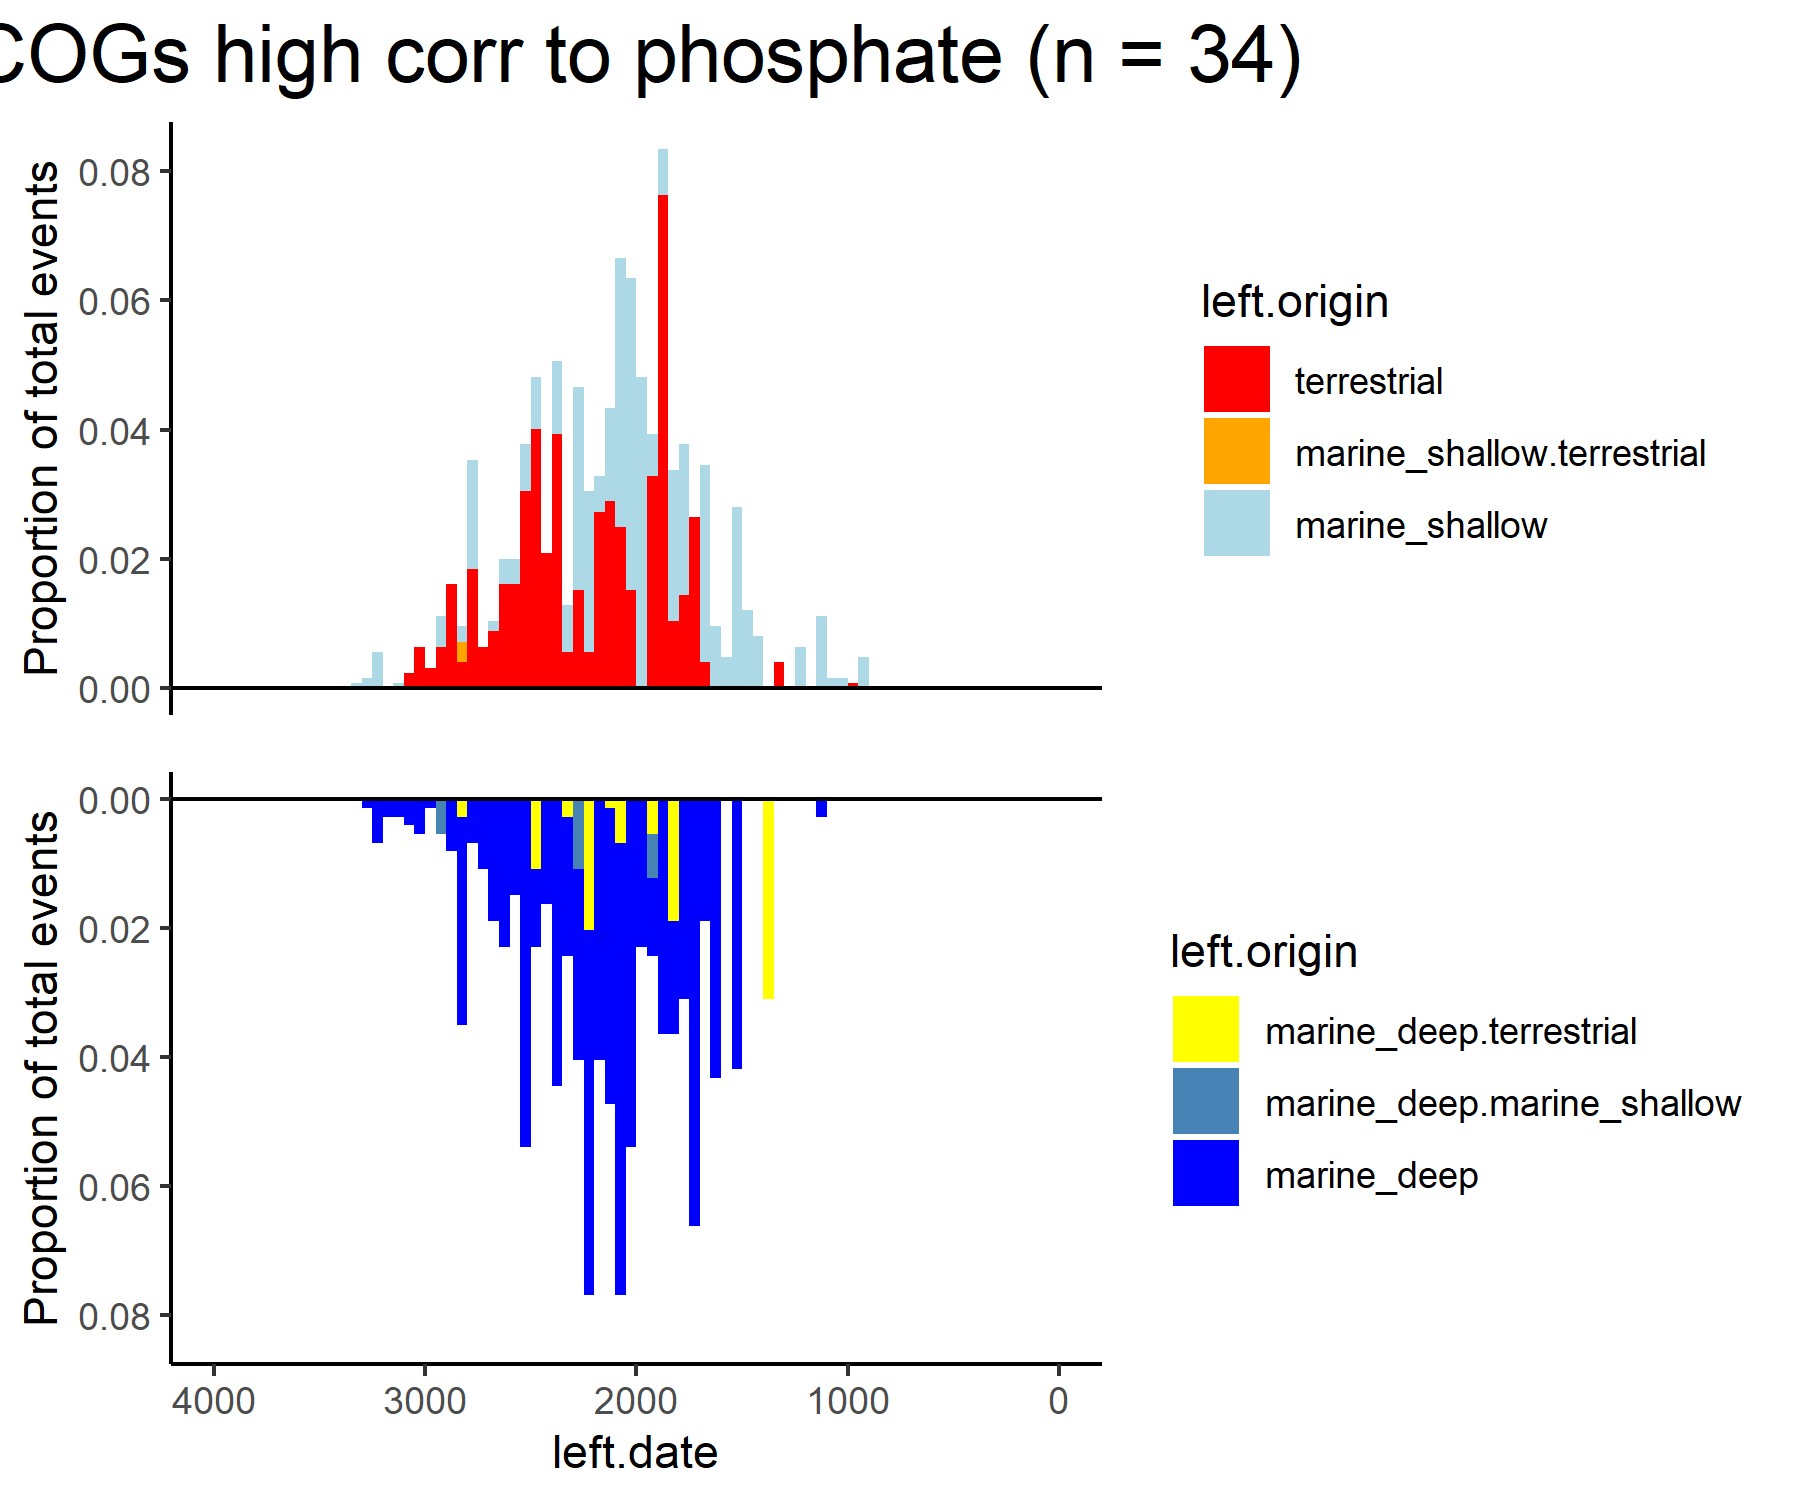 COGs high corr to phosphate (n = 34)
Proportion of total events
0.08
0.06
0.04
0.02
0.00
left.origin
terrestrial
marine_shallow.terrestrial
marine_shallow
Proportion of total events
0.00
0.02
0.04
0.06
0.08
left.origin
marine_deep.terrestrial
marine_deep.marine_shallow
marine_deep
4000 3000 2000 1000 0
left.date